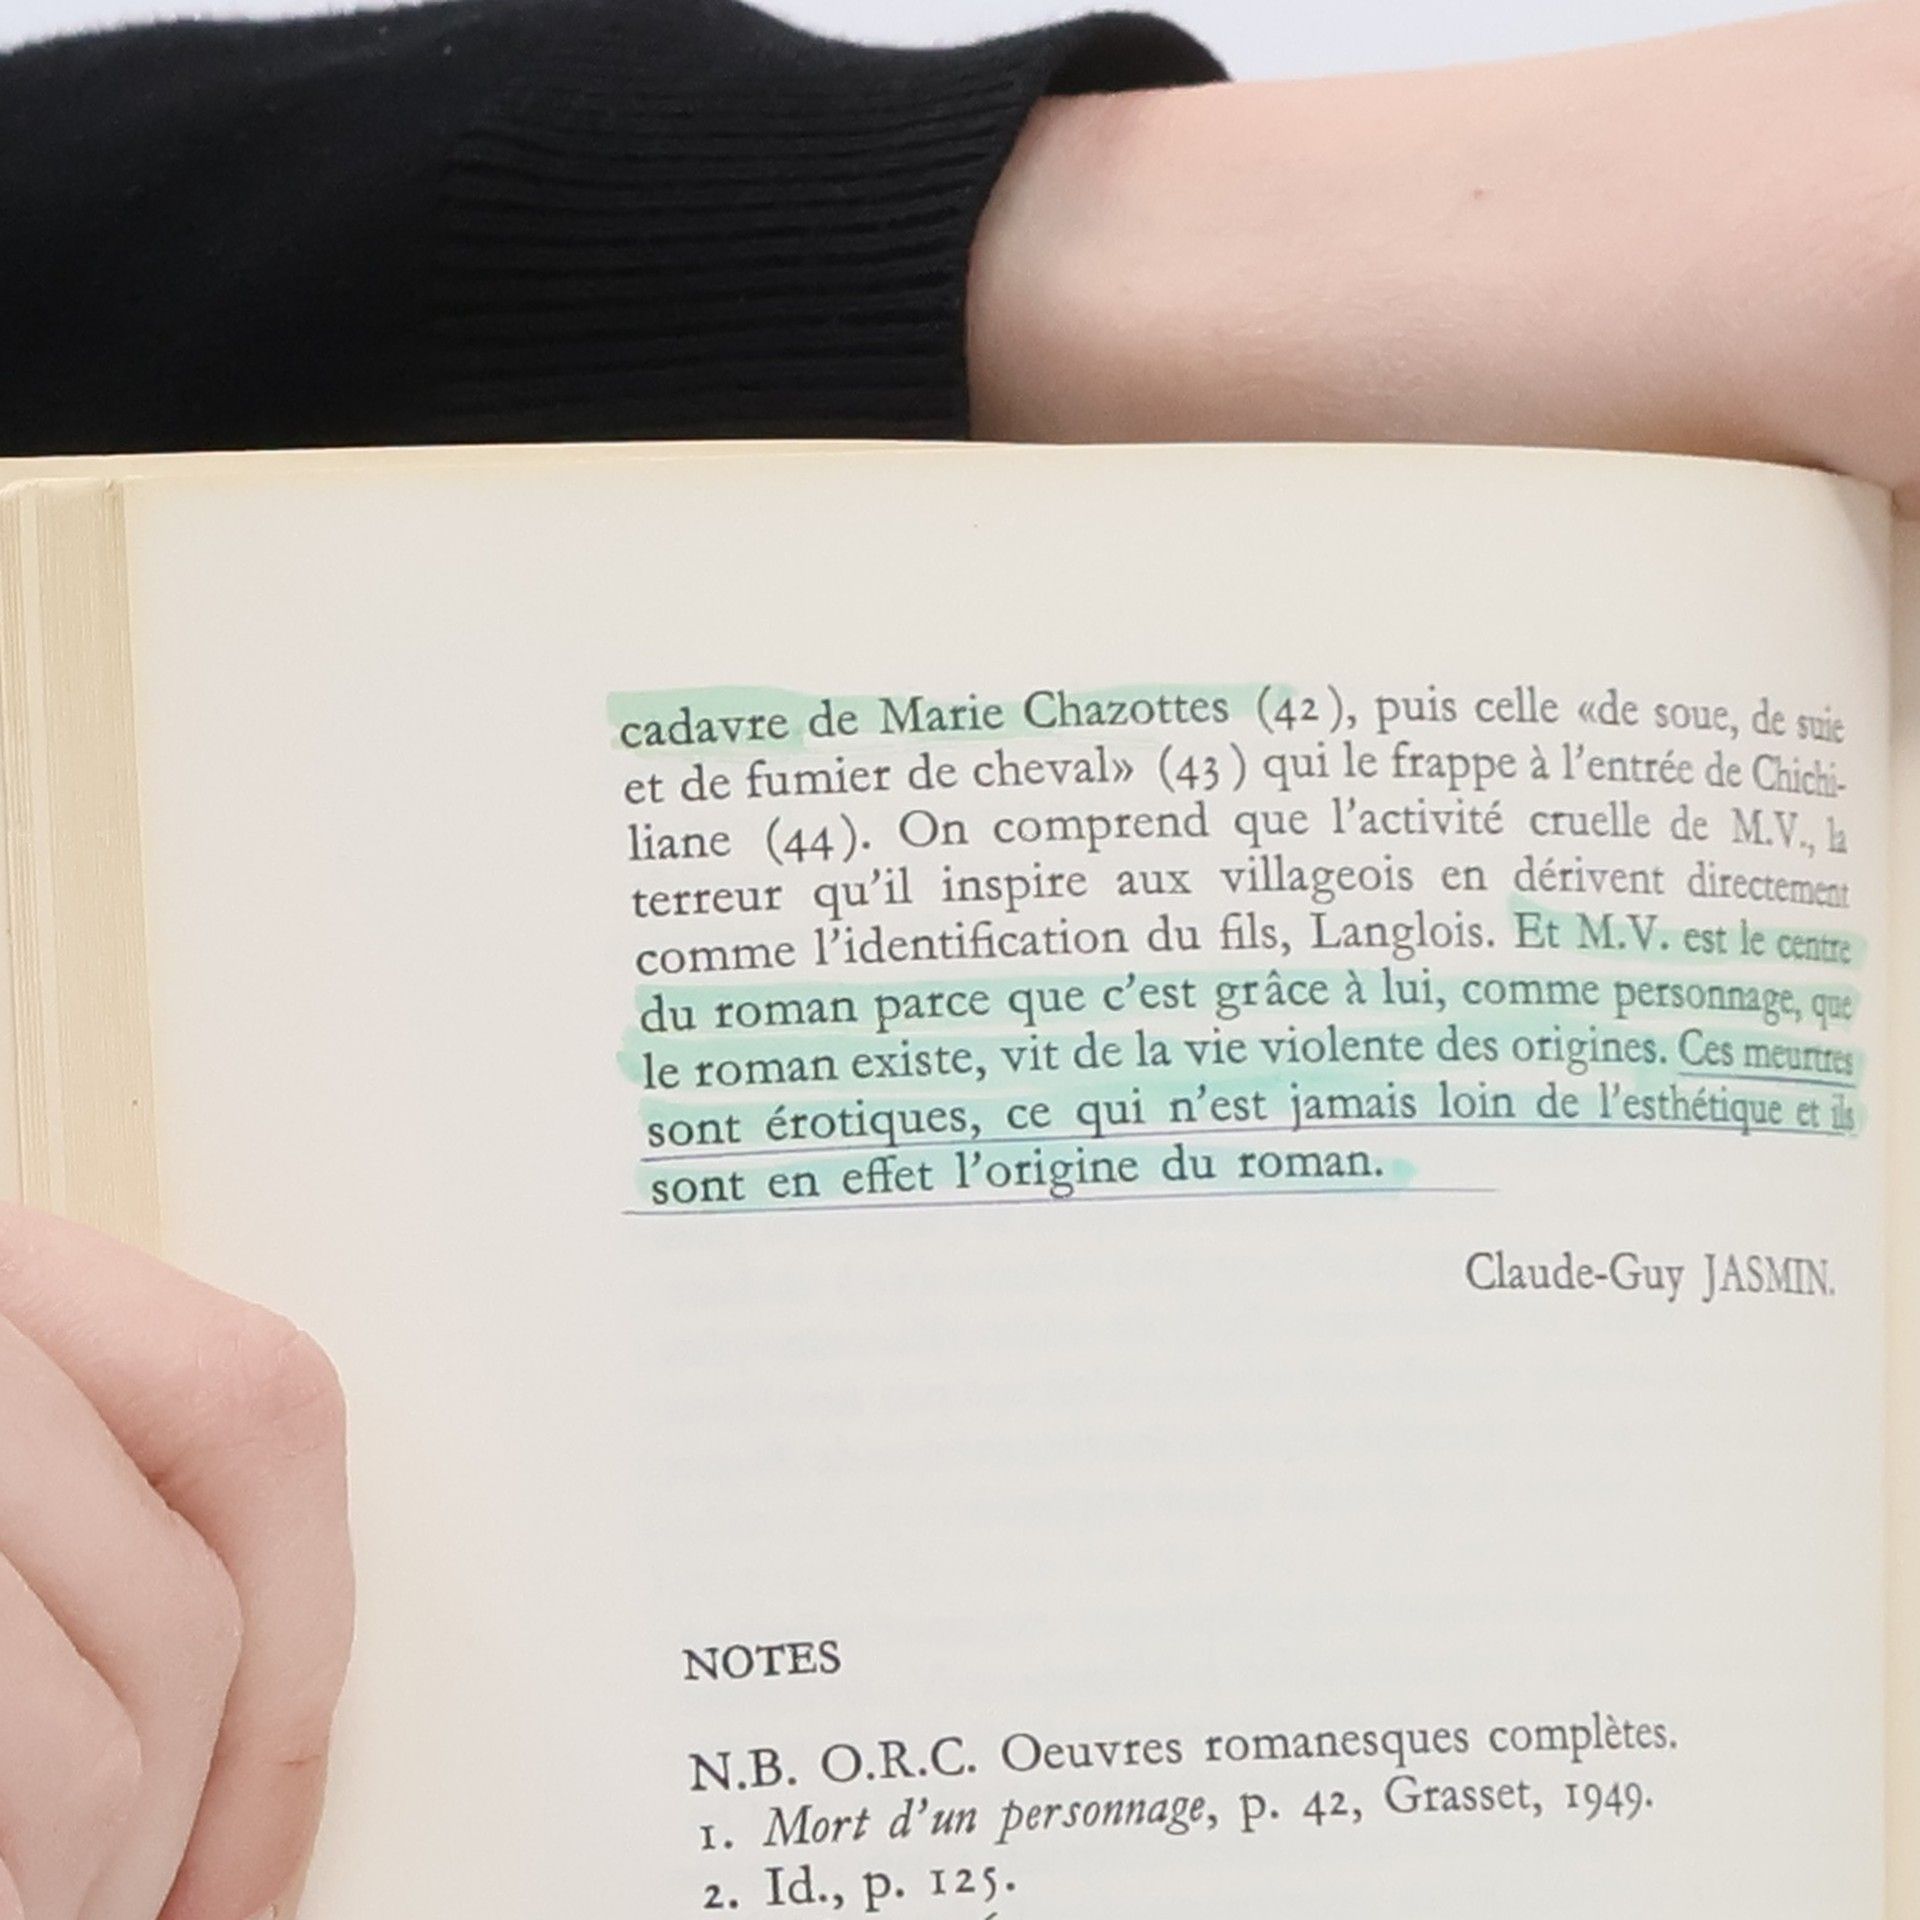 cadavre de Marie Chazottes (42), puis celle «de soue, de suie
et de fumier de cheval» (43) qui le frappe à l'entrée de Chichi-
liane (44). On comprend que l'activité cruelle de M.V., la
terreur qu'il inspire aux villageois en dérivent directement
comme l'identification du fils, Langlois. Et M.V. est le centre
du roman parce que c'est grâce à lui, comme personnage, que
le roman existe, vit de la vie violente des origines. Ces meurtres
sont érotiques, ce qui n'est jamais loin de l'esthétique et ils
sont en effet l'origine du roman.
Claude-Guy JASMIN.
NOTES
N.B. O.R.C. Oeuvres romanesques complètes.
1. Mort d'un personnage, p. 42, Grasset, 1949.
2. Id., p. 125.